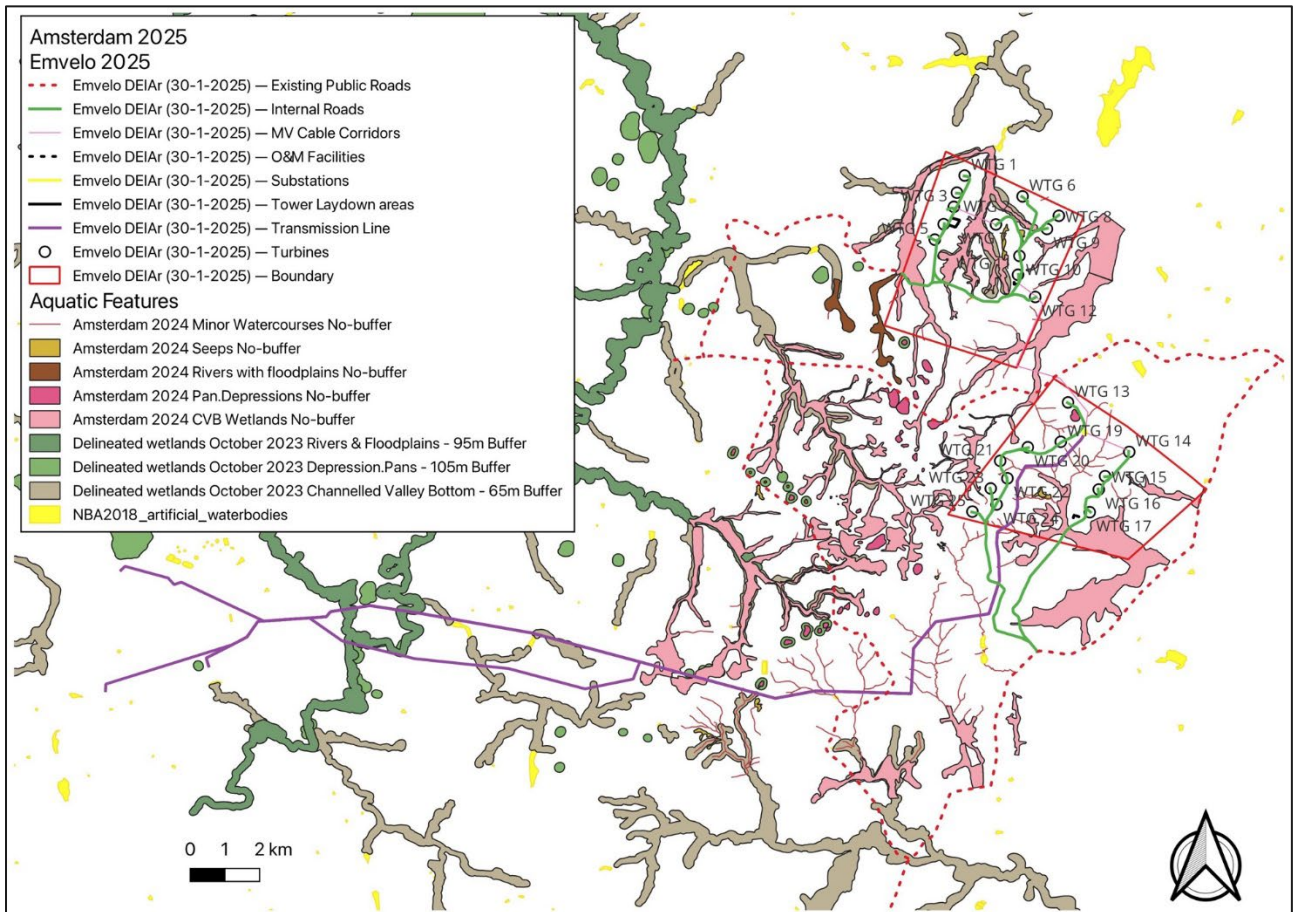 Amsterdam 2025
Emvelo 2025
Emvelo DEIAr (30-1-2025) — Existing Public Roads
Emvelo DEIAr (30-1-2025) — Internal Roads
Emvelo DEIAr (30-1-2025) — MV Cable Corridors
Emvelo DEIAr (30-1-2025) — O&M Facilities
Emvelo DEIAr (30-1-2025) — Substations
Emvelo DEIAr (30-1-2025) — Tower Laydown areas
Emvelo DEIAr (30-1-2025) — Transmission Line
Emvelo DEIAr (30-1-2025) — Turbines
Emvelo DEIAr (30-1-2025) — Boundary
Aquatic Features
Amsterdam 2024 Minor Watercourses No-buffer
Amsterdam 2024 Seeps No-buffer
Amsterdam 2024 Rivers with floodplains No-buffer
Amsterdam 2024 Pan.Depressions No-buffer
Amsterdam 2024 CVB Wetlands No-buffer
Delineated wetlands October 2023 Rivers & Floodplains - 95m Buffer
Delineated wetlands October 2023 Depression.Pans - 105m Buffer
Delineated wetlands October 2023 Channelled Valley Bottom - 65m Buffer
NBA2018_artificial_waterbodies
WTG 1
WTG 3
WTG 6
WTG
WTG 8
WTG 5
WTG 9
WTG 10
WTG 12
WTG 13
WTG 19
WTG 14
WTG 21
WTG 20
WTG 15
WTG 22
WTG 16
WTG 25
WTG 24
WTG 17
0 1 2 km